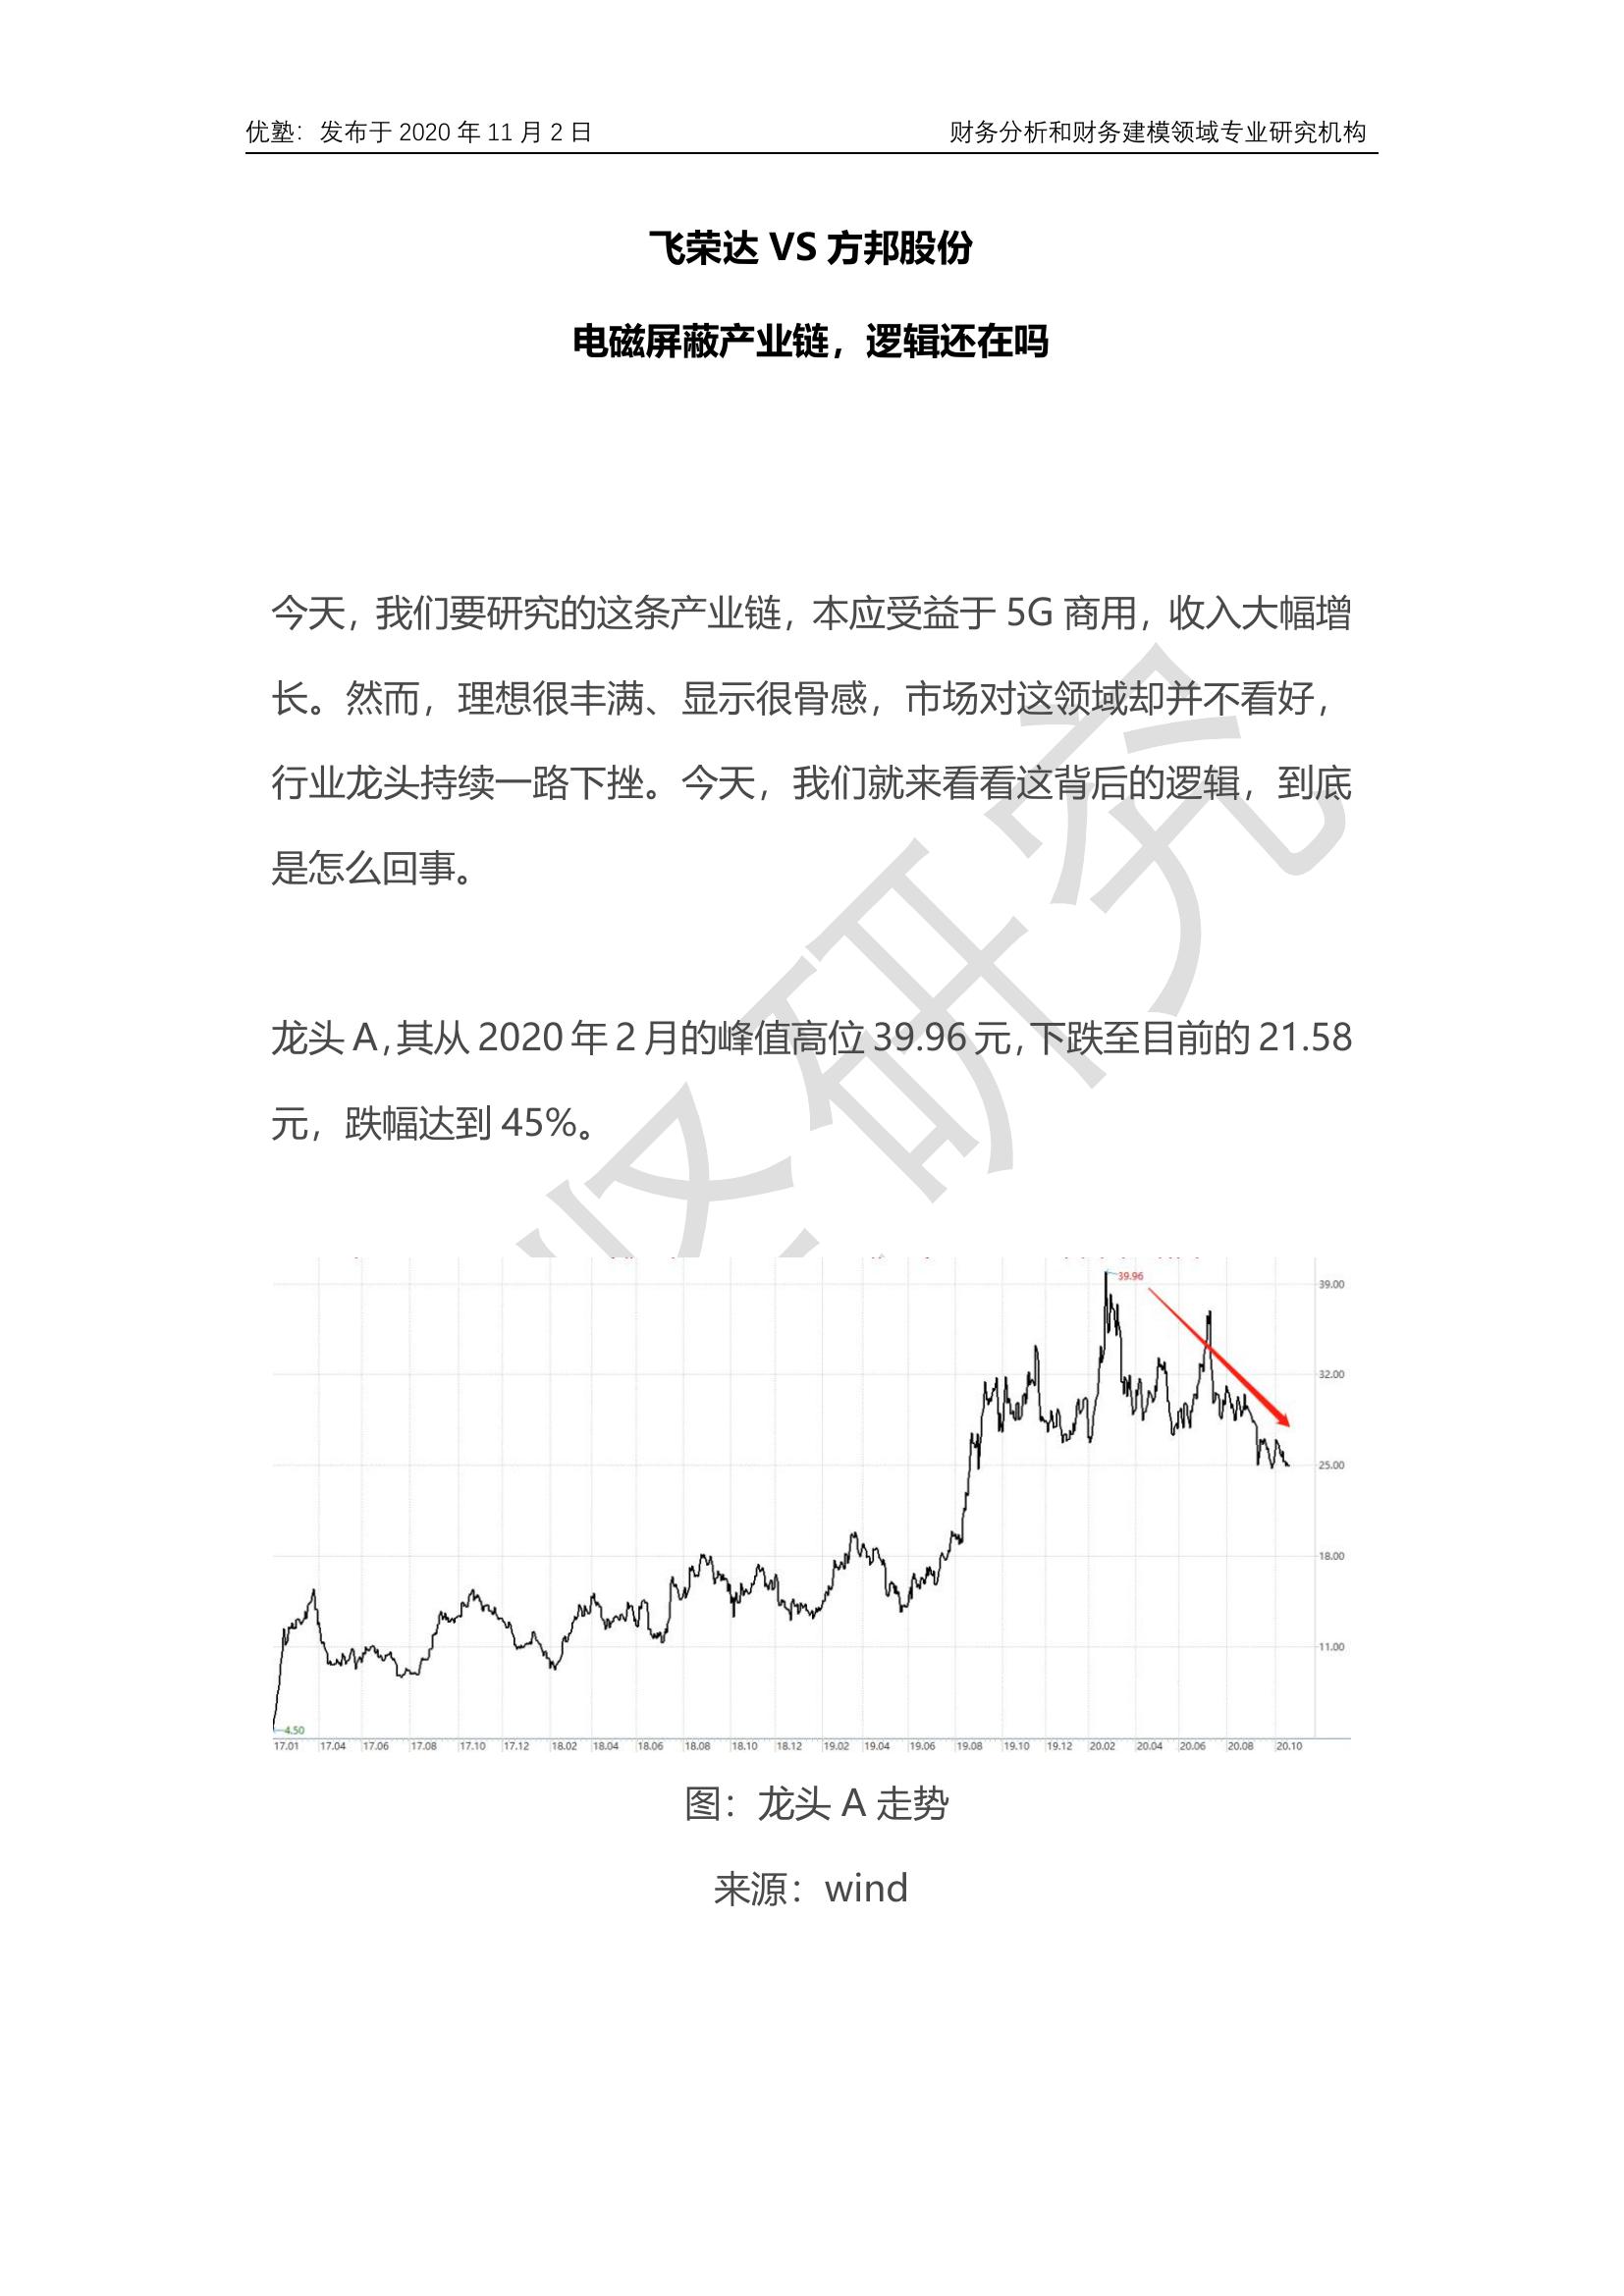 优塾：发布于 2020 年 11 月 2 日 财务分析和财务建模领域专业研究机构
飞荣达 VS 方邦股份
电磁屏蔽产业链，逻辑还在吗
今天，我们要研究的这条产业链，本应受益于 5G 商用，收入大幅增
长。然而，理想很丰满、显示很骨感，市场对这领域却并不看好，
行业龙头持续一路下挫。今天，我们就来看看这背后的逻辑，到底
是怎么回事。
龙头 A，其从 2020 年 2 月的峰值高位 39.96 元，下跌至目前的 21.58
元，跌幅达到 45%。
研究
39.96
39.00
32.00
25.00
18.00
11.00
4.50
17.01 17.04 17.06 17.08 17.10 17.12 18.02 18.04 18.06 18.08 18.10 18.12 19.02 19.04 19.06 19.08 19.10 19.12 20.02 20.04 20.06 20.08 20.10
图：龙头 A 走势
来源：wind